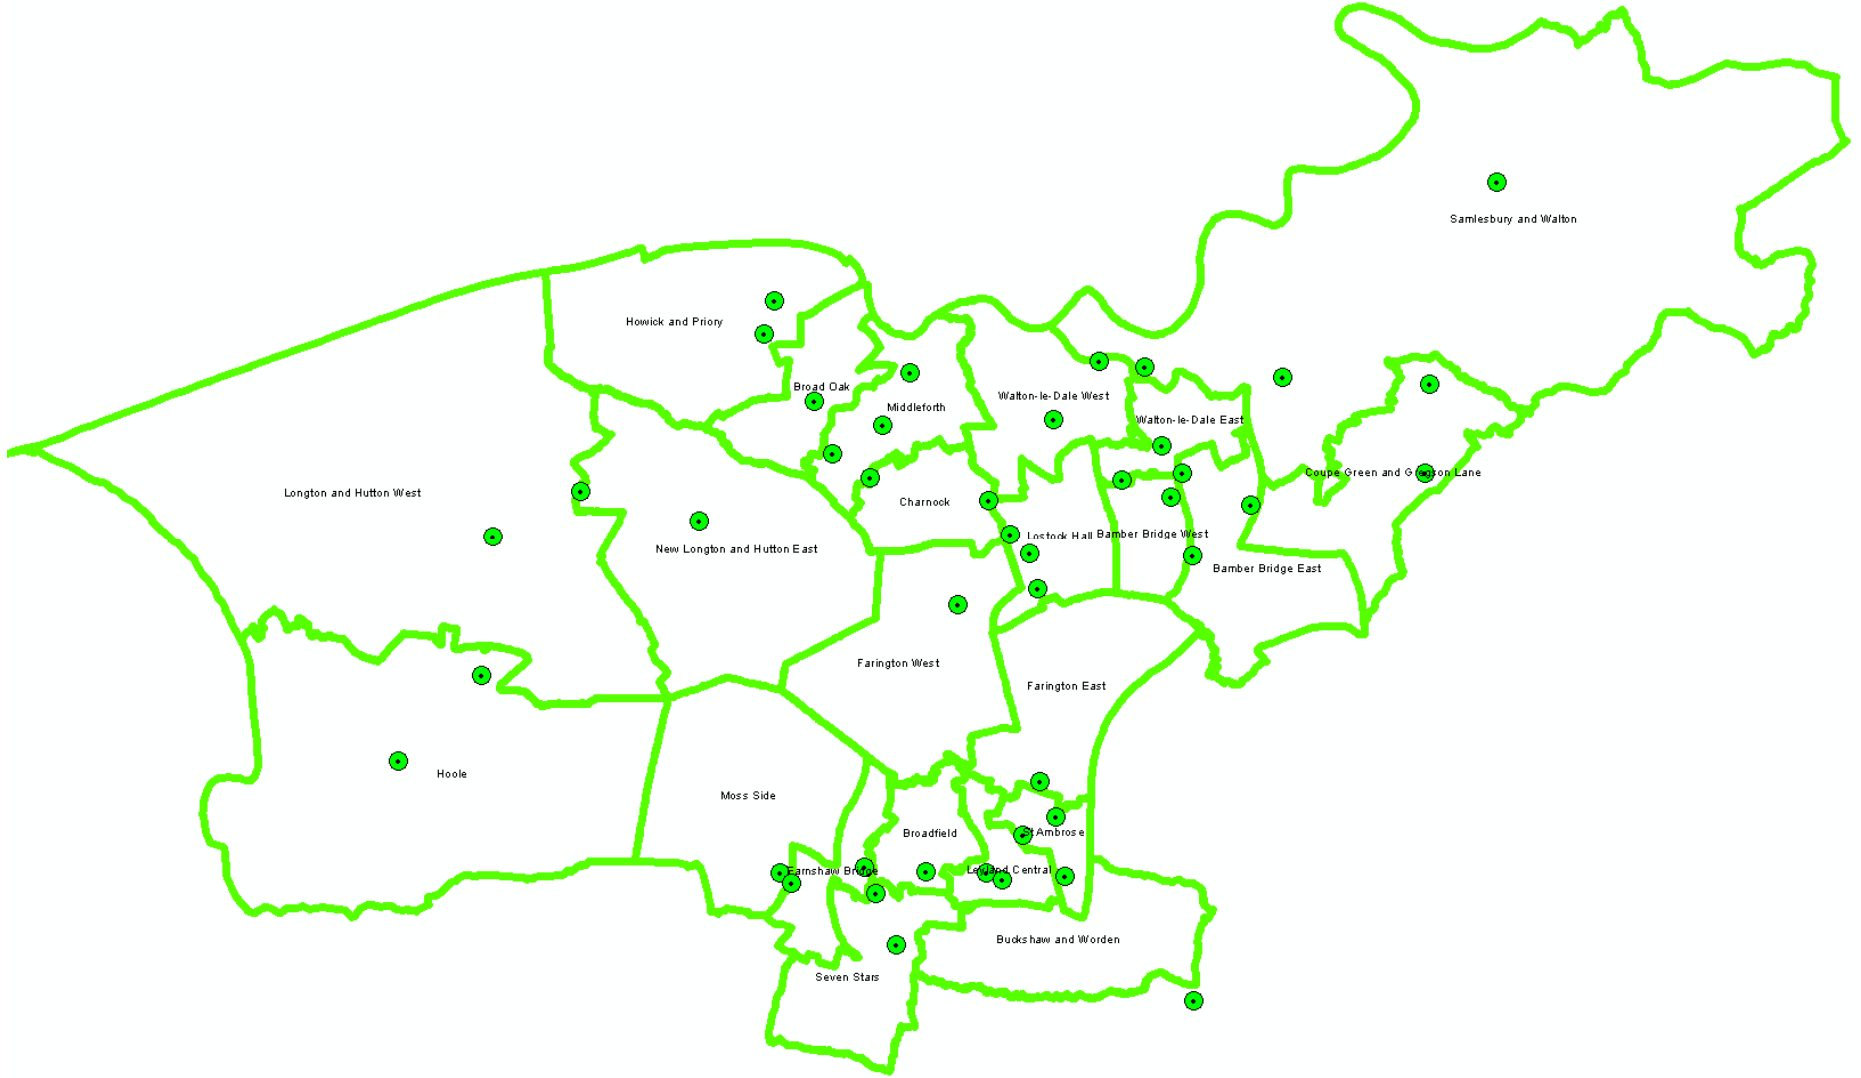 Samlesbury and Walton
Howick and Priory
Broad Oak
Walton-le-Dale West
Middleforth
Walton-le-Dale East
Coupe Green and Gregson Lane
Longton and Hutton West
Charnock
Lostock Hall
Bamber Bridge West
New Longton and Hutton East
Bamber Bridge East
Farington West
Farington East
Hoole
Moss Side
Broadfield
St Ambrose
Earnshaw Bridge
Leyland Central
Buckshaw and Worden
Seven Stars